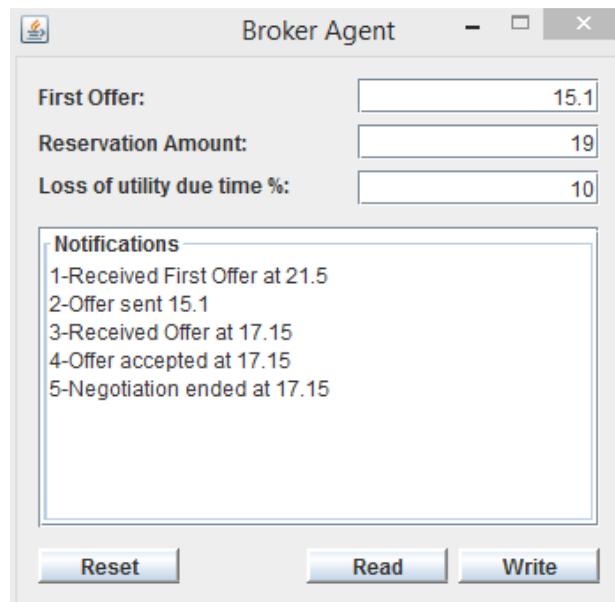 Broker Agent
First Offer: 15.1
Reservation Amount: 19
Loss of utility due time %: 10
Notifications
1-Received First Offer at 21.5
2-Offer sent 15.1
3-Received Offer at 17.15
4-Offer accepted at 17.15
5-Negotiation ended at 17.15
Reset Read Write